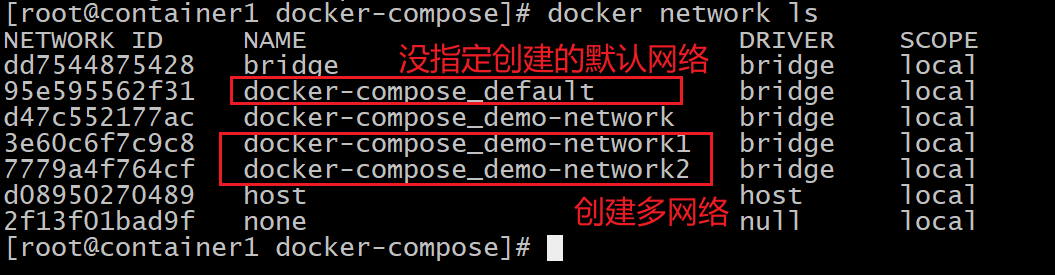 [root@container1 docker-compose]# docker network ls
NETWORK ID NAME DRIVER SCOPE
dd7544875428 bridge 没指定创建的默认网络 bridge local
95e595562f31 docker-compose_default bridge local
d47c552177ac docker-compose_demo-network bridge local
3e60c6f7c9c8 docker-compose_demo-network1 bridge local
7779a4f764cf docker-compose_demo-network2 bridge local
d08950270489 host host local
创建多网络
2f13f01bad9f none null local
[root@container1 docker-compose]#